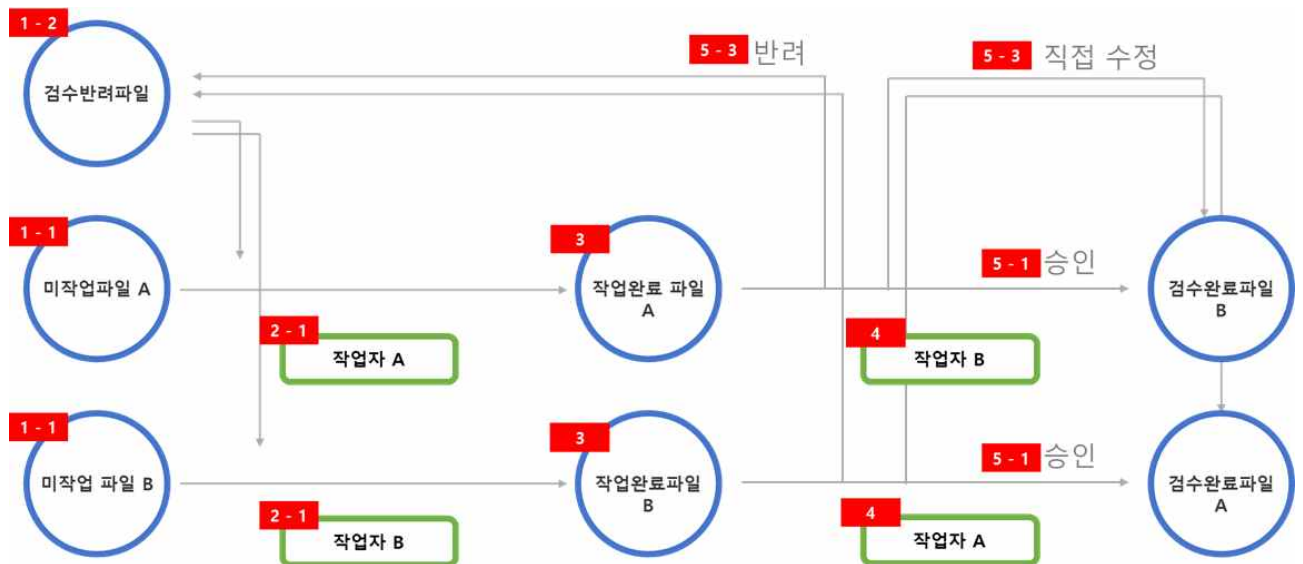 1 - 2
검수반려파일
5 - 3 반려
5 - 3 직접 수정
1 - 1
미작업파일 A
3
작업완료 파일
A
5 - 1 승인
검수완료파일
B
2 - 1
작업자 A
4
작업자 B
1 - 1
미작업 파일 B
3
작업완료파일
B
5 - 1 승인
검수완료파일
A
2 - 1
작업자 B
4
작업자 A